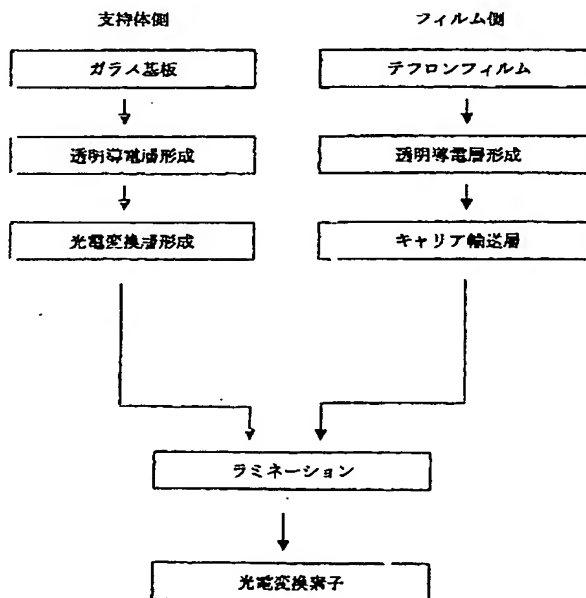 支持体側
フィルム側
ガラス基板
テフロンフィルム
透明導電層形成
透明導電層形成
光電変換層形成
キャリア輸送層
ラミネーション
光電変換素子